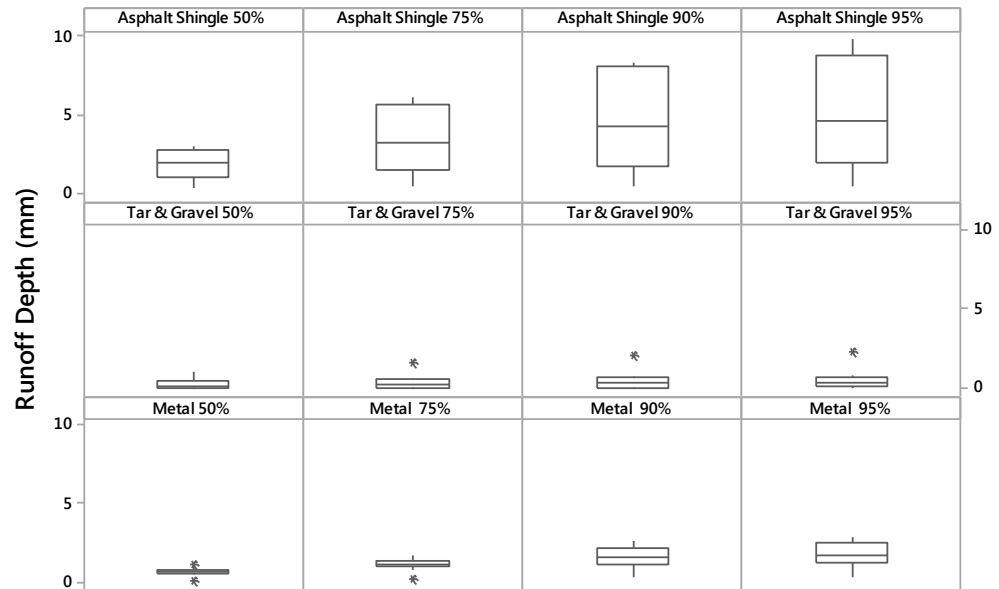 Asphalt Shingle 50% Asphalt Shingle 75% Asphalt Shingle 90% Asphalt Shingle 95%
10
5
0
Tar & Gravel 50% Tar & Gravel 75% Tar & Gravel 90% Tar & Gravel 95%
10
5
0
Runoff Depth (mm)
Metal 50% Metal 75% Metal 90% Metal 95%
10
5
0